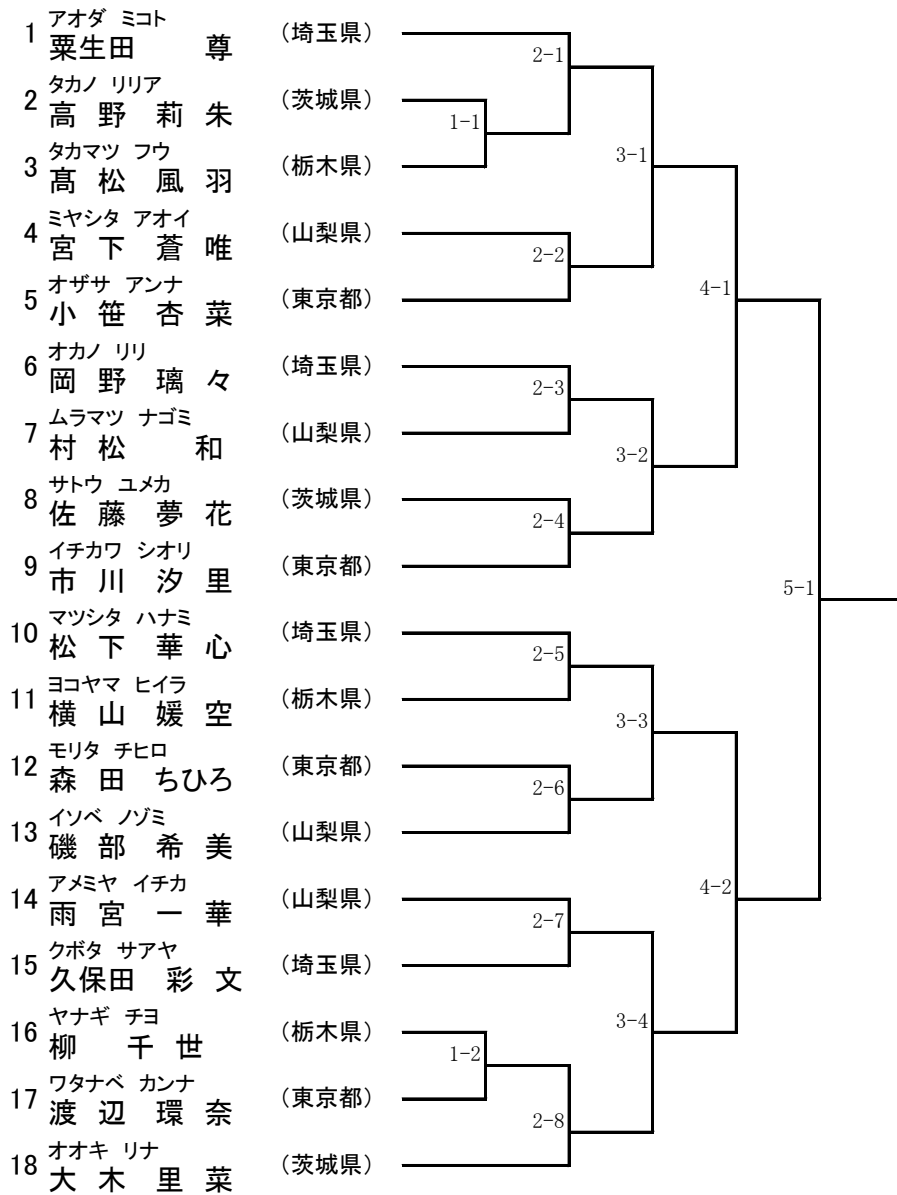 アオダ ミコト
1 粟生田 尊 (埼玉県)
2-1
タカノ リリア
2 高野莉朱 (茨城県)
1-1
タカマツ フウ
3 髙松風羽 (栃木県)
3-1
ミヤシタ アオイ
4 宮下蒼唯 (山梨県)
2-2
オザサ アンナ
5 小笹杏菜 (東京都)
4-1
オカノ リリ
6 岡野璃々 (埼玉県)
2-3
ムラマツ ナゴミ
7 村松 和 (山梨県)
3-2
サトウ ユメカ
8 佐藤夢花 (茨城県)
2-4
イチカワ シオリ
9 市川汐里 (東京都)
5-1
マツシタ ハナミ
10 松下華心 (埼玉県)
2-5
ヨコヤマ ヒイラ
11 横山媛空 (栃木県)
3-3
モリタ チヒロ
12 森田ちひろ (東京都)
2-6
イソベ ノゾミ
13 磯部希美 (山梨県)
4-2
アメミヤ イチカ
14 雨宮一華 (山梨県)
2-7
クボタ サアヤ
15 久保田彩文 (埼玉県)
3-4
ヤナギ チヨ
16 柳 千世 (栃木県)
1-2
ワタナベ カンナ
17 渡辺環奈 (東京都)
2-8
オオキ リナ
18 大木里菜 (茨城県)